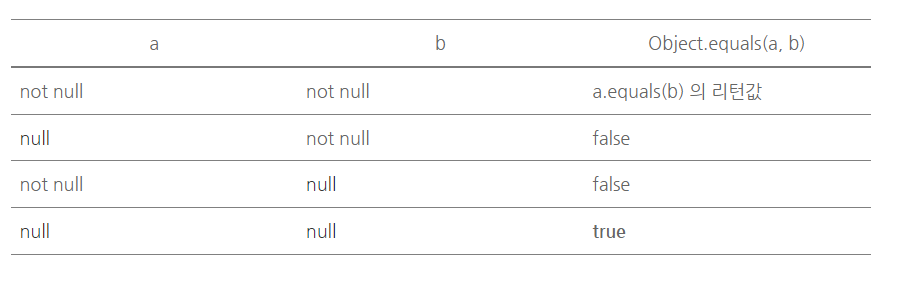 a b Object.equals(a, b)
not null not null a.equals(b) 의 리턴값
null not null false
not null null false
null null true